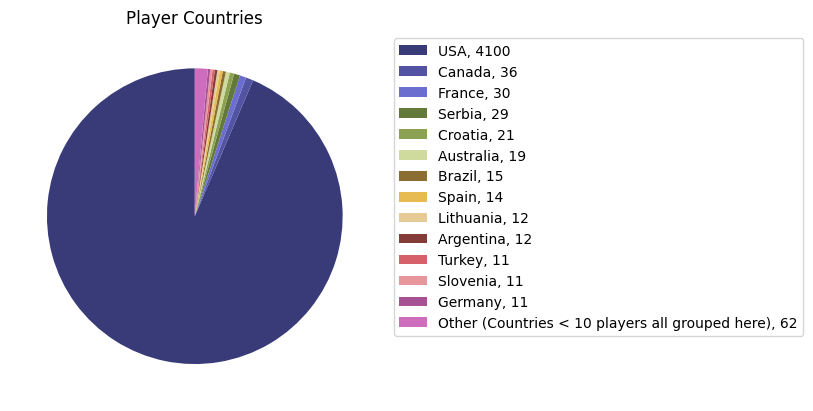 Player Countries
USA, 4100
Canada, 36
France, 30
Serbia, 29
Croatia, 21
Australia, 19
Brazil, 15
Spain, 14
Lithuania, 12
Argentina, 12
Turkey, 11
Slovenia, 11
Germany, 11
Other (Countries < 10 players all grouped here), 62